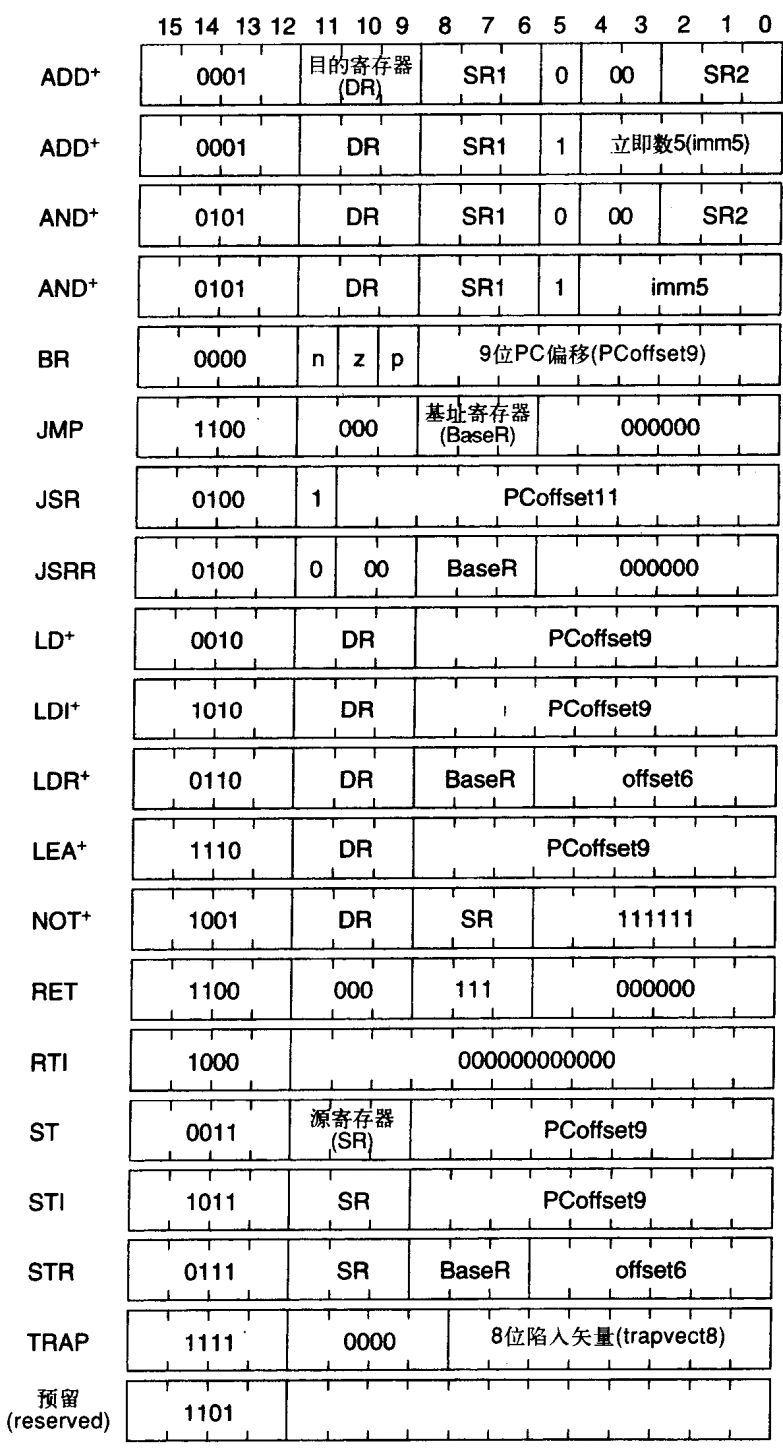 15 14 13 12 11 10 9 8 7 6 5 4 3 2 1 0
ADD+ 0001 目的寄存器(DR) SR1 0 00 SR2
ADD+ 0001 DR SR1 1 立即数5(imm5)
AND+ 0101 DR SR1 0 00 SR2
AND+ 0101 DR SR1 1 imm5
BR 0000 n z p 9位PC偏移(PCoffset9)
JMP 1100 000 基址寄存器(BaseR) 000000
JSR 0100 1 PCoffset11
JSRR 0100 0 00 BaseR 000000
LD+ 0010 DR PCoffset9
LDI+ 1010 DR PCoffset9
LDR+ 0110 DR BaseR offset6
LEA+ 1110 DR PCoffset9
NOT+ 1001 DR SR 111111
RET 1100 000 111 000000
RTI 1000 000000000000
ST 0011 源寄存器(SR) PCoffset9
STI 1011 SR PCoffset9
STR 0111 SR BaseR offset6
TRAP 1111 0000 8位陷入矢量(trapvect8)
预留(reserved) 1101